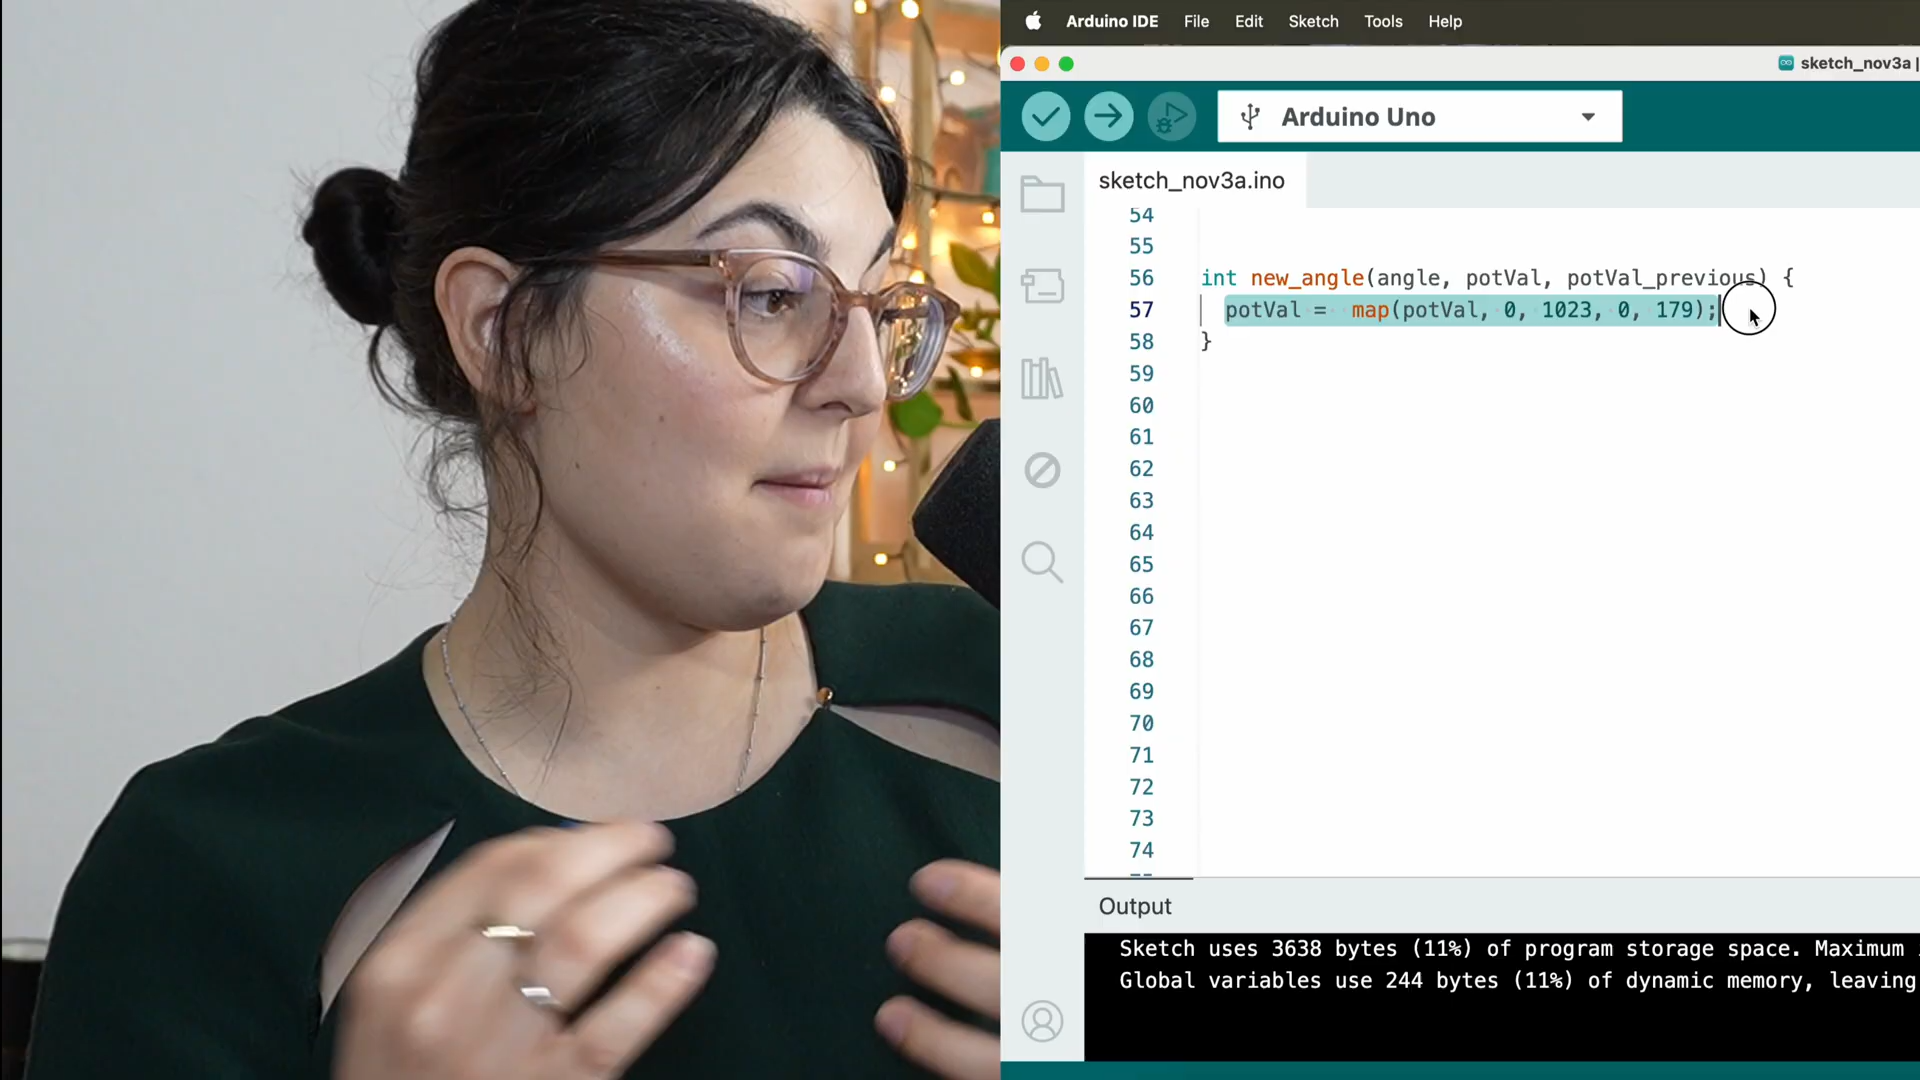 Arduino IDE File Edit Sketch Tools Help
sketch_nov3a |
Arduino Uno
sketch_nov3a.ino
54
55
56 int new_angle(angle, potVal, potVal_previous) {
57 potVal = map(potVal, 0, 1023, 0, 179);
58 }
59
60
61
62
63
64
65
66
67
68
69
70
71
72
73
74
Output
Sketch uses 3638 bytes (11%) of program storage space. Maximum
Global variables use 244 bytes (11%) of dynamic memory, leaving